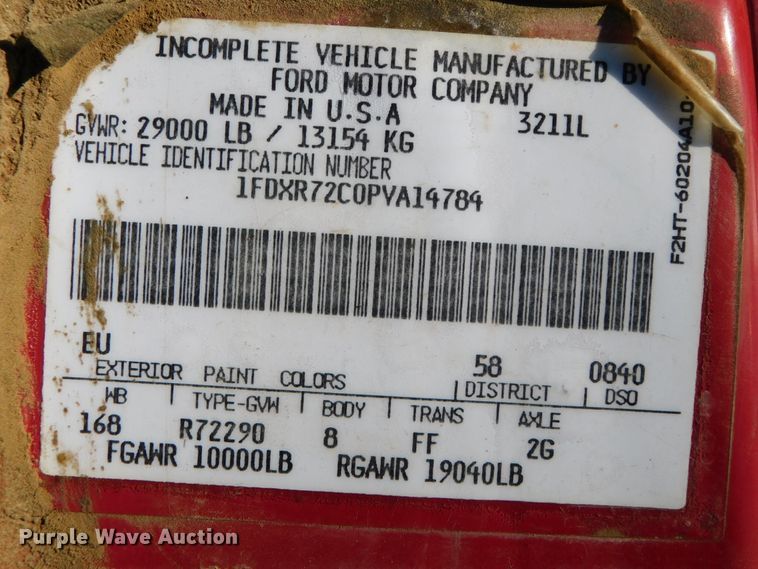 INCOMPLETE VEHICLE MANUFACTURED BY
FORD MOTOR COMPANY
MADE IN U.S.A 3211L
GVWR: 29000 LB / 13154 KG
VEHICLE IDENTIFICATION NUMBER
1FDXR72C0PVA14784
F2HT-60204A10-
EU 58 0840
EXTERIOR PAINT COLORS DISTRICT DSO
WB TYPE-GVW BODY TRANS AXLE
168 R72290 8 FF 2G
FGAWR 10000LB RGAWR 19040LB
Purple Wave Auction